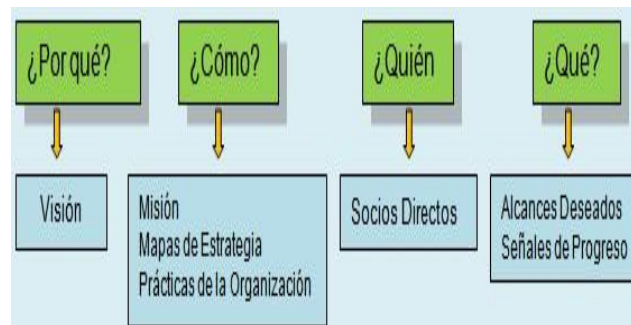 ¿Por qué?
¿Cómo?
¿Quién
¿Qué?
Visión
Misión
Mapas de Estrategia
Prácticas de la Organización
Socios Directos
Alcances Deseados
Señales de Progreso